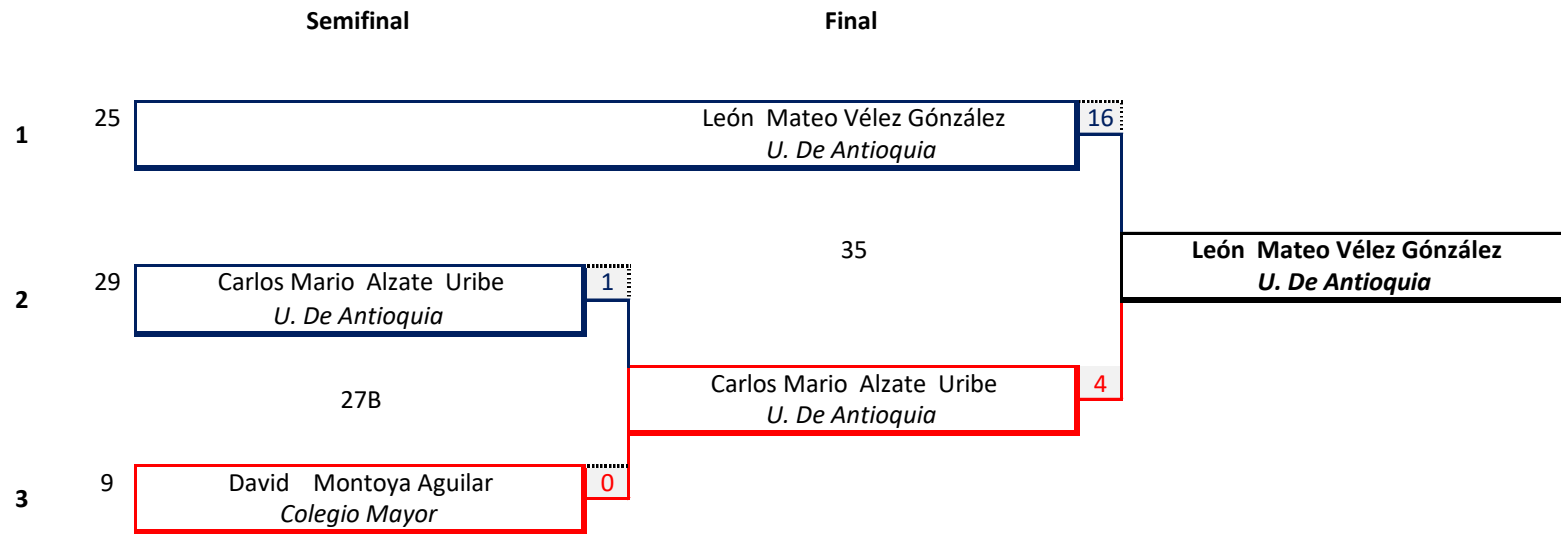 Semifinal Final
25 León Mateo Vélez Gónzález 16
1
U. De Antioquia
35 León Mateo Vélez Gónzález
29 Carlos Mario Alzate Uribe 1 U. De Antioquia
2
U. De Antioquia
Carlos Mario Alzate Uribe 4
27B
U. De Antioquia
9 David Montoya Aguilar 0
3
Colegio Mayor